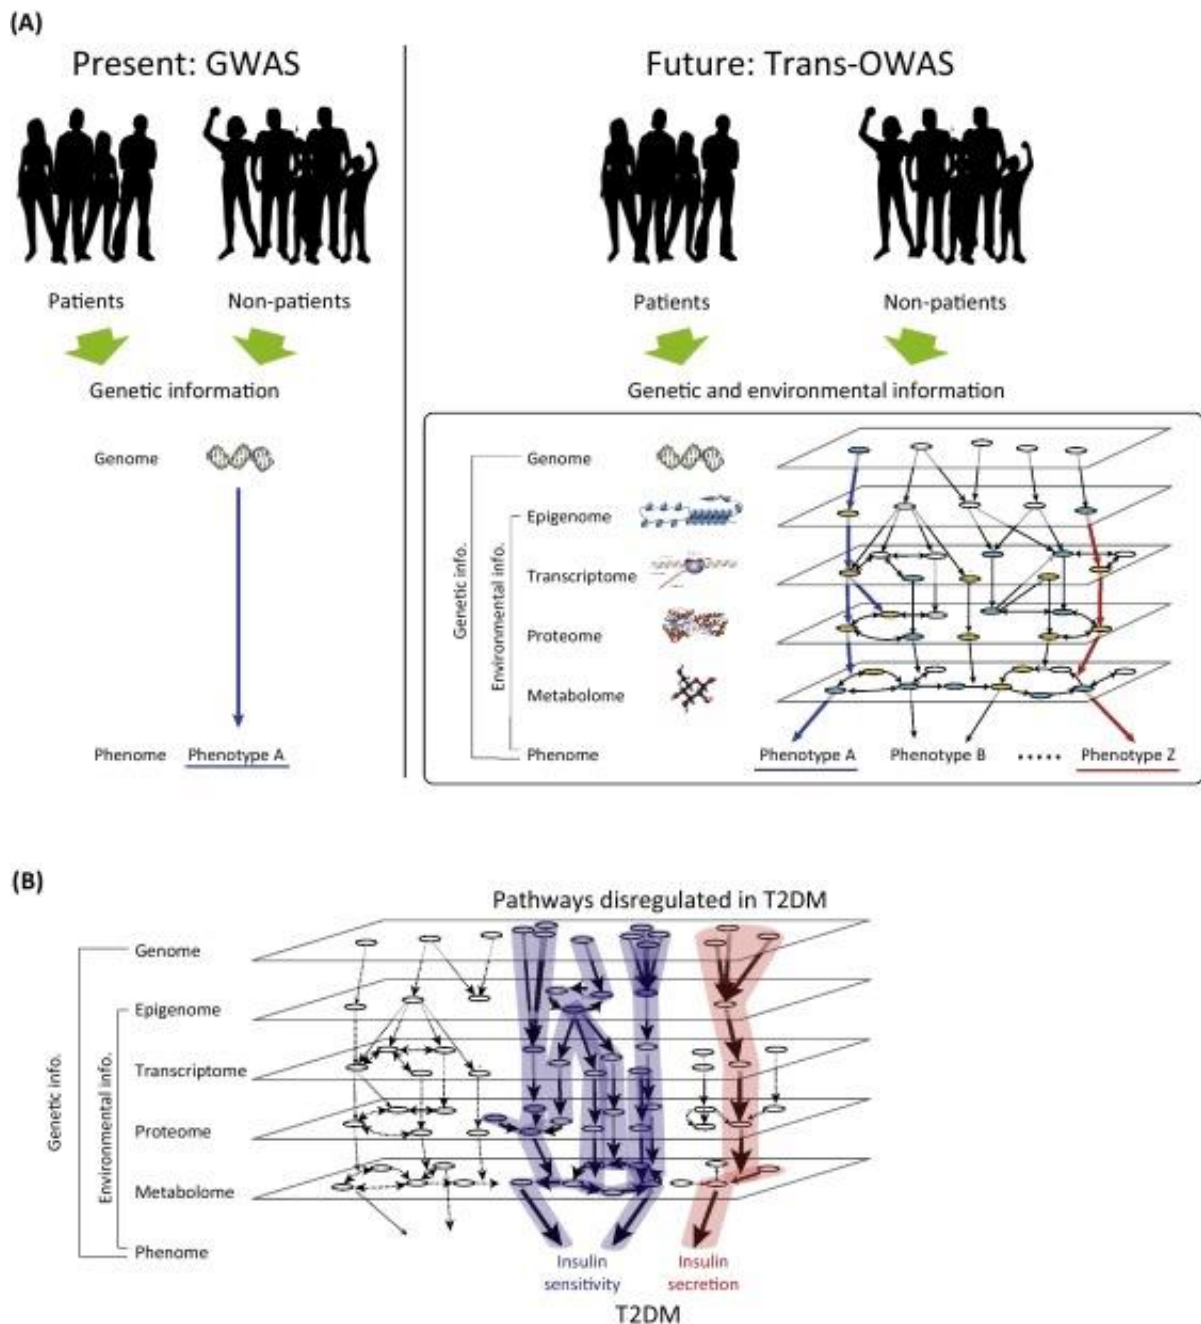 (A)
Present: GWAS
Future: Trans-OWAS
Patients
Non-patients
Patients
Non-patients
Genetic information
Genetic and environmental information
Genome
Phenome
Phenotype A
Genetic info.
Environmental info.
Genome
Epigenome
Transcriptome
Proteome
Metabolome
Phenome
Phenotype A
Phenotype B
.....
Phenotype Z
(B)
Pathways disregulated in T2DM
Genetic info.
Environmental info.
Genome
Epigenome
Transcriptome
Proteome
Metabolome
Phenome
Insulin
sensitivity
Insulin
secretion
T2DM